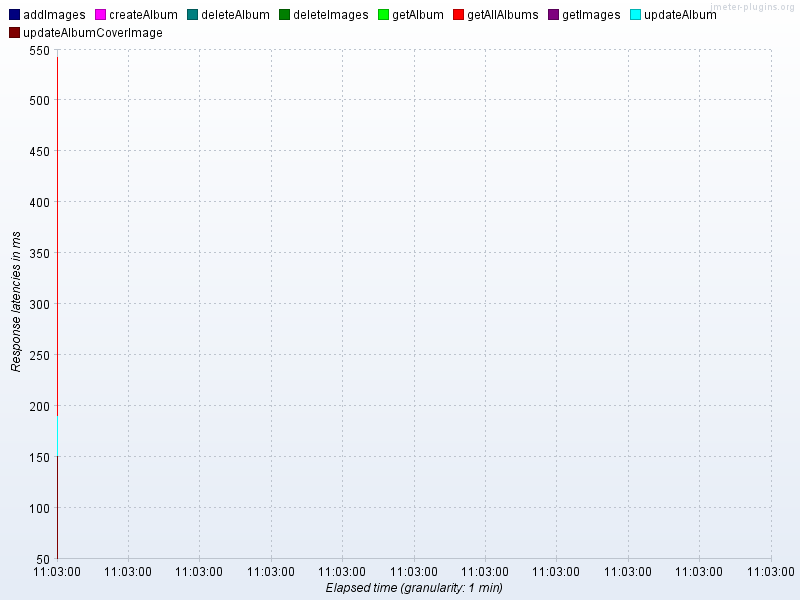 jmeter-plugins.org
addImages createAlbum deleteAlbum deleteImages getAlbum getAllAlbums getImages updateAlbum
updateAlbumCoverImage
550
500
450
400
350
300
250
200
150
100
50
Response latencies in ms
11:03:00 11:03:00 11:03:00 11:03:00 11:03:00 11:03:00 11:03:00 11:03:00 11:03:00 11:03:00 11:03:00
Elapsed time (granularity: 1 min)